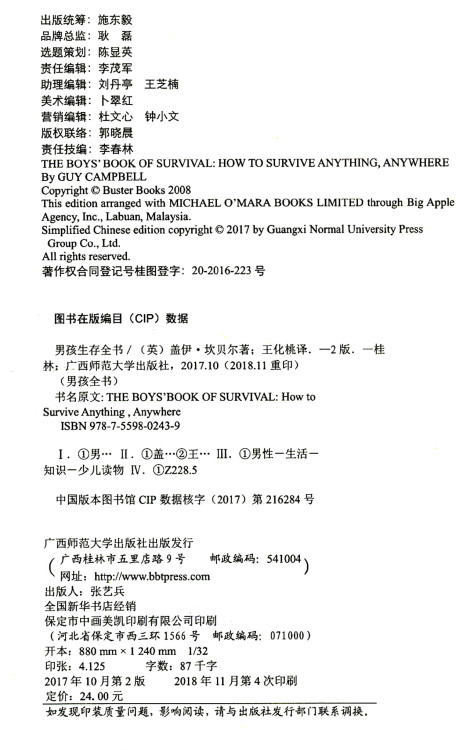 出版统筹：施东毅
品牌总监：耿　磊
选题策划：陈显英
责任编辑：李茂军
助理编辑：刘丹亭　王芝楠
美术编辑：卜翠红
营销编辑：杜文心　钟小文
版权联络：郭晓晨
责任技编：李春林
THE BOYS' BOOK OF SURVIVAL: HOW TO SURVIVE ANYTHING, ANYWHERE
By GUY CAMPBELL
Copyright © Buster Books 2008
This edition arranged with MICHAEL O'MARA BOOKS LIMITED through Big Apple
Agency, Inc., Labuan, Malaysia.
Simplified Chinese edition copyright © 2017 by Guangxi Normal University Press
Group Co., Ltd.
All rights reserved.
著作权合同登记号桂图登字：20-2016-223 号
图书在版编目（CIP）数据
男孩生存全书 /（英）盖伊·坎贝尔著；王化桃译．—2 版．—桂
林：广西师范大学出版社，2017.10（2018.11 重印）
（男孩全书）
书名原文: THE BOYS'BOOK OF SURVIVAL: How to
Survive Anything , Anywhere
ISBN 978-7-5598-0243-9
Ⅰ．①男… Ⅱ．①盖…②王… Ⅲ．①男性－生活－
知识－少儿读物 Ⅳ．①Z228.5
中国版本图书馆 CIP 数据核字（2017）第 216284 号
广西师范大学出版社出版发行
（广西桂林市五里店路 9 号　邮政编码：541004
网址：http://www.bbtpress.com）
出版人：张艺兵
全国新华书店经销
保定市中画美凯印刷有限公司印刷
（河北省保定市西三环 1566 号　邮政编码：071000）
开本：880 mm × 1 240 mm　1/32
印张：4.125　字数：87 千字
2017 年 10 月第 2 版　2018 年 11 月第 4 次印刷
定价：24.00 元
如发现印装质量问题，影响阅读，请与出版社发行部门联系调换。